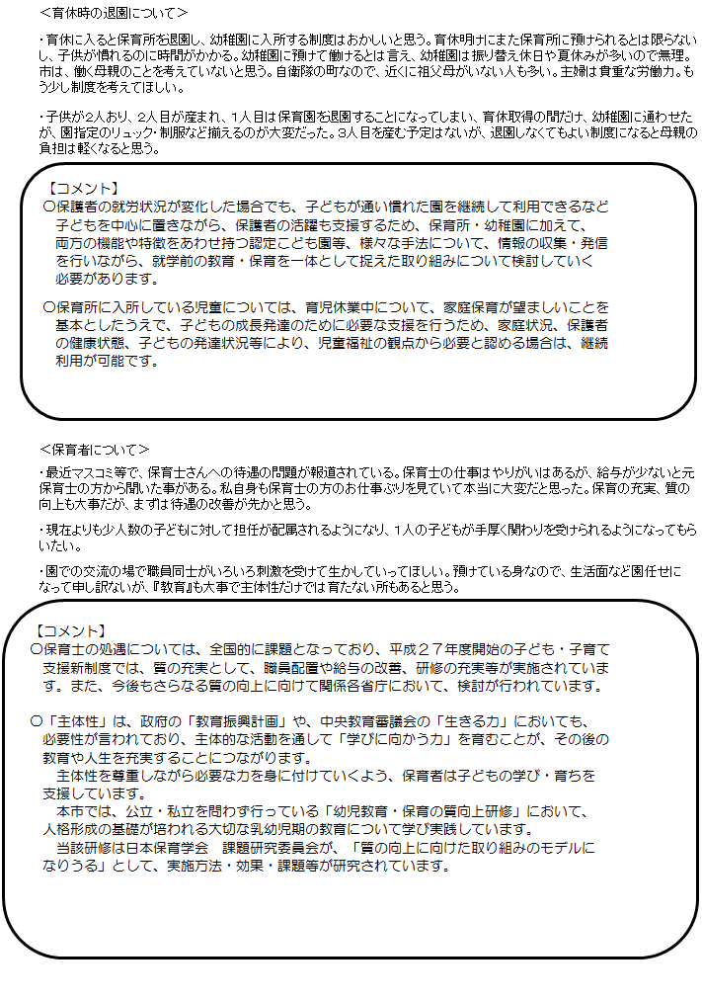 ＜育休時の退園について＞
・育休に入ると保育所を退園し、幼稚園に入所する制度はおかしいと思う。育休明けにまた保育所に預けられるとは限らない
し、子供が慣れるのに時間がかかる。幼稚園に預けて働けるとは言え、幼稚園は振り替え休日や夏休みが多いので無理。
市は、働く母親のことを考えていないと思う。自衛隊の町なので、近くに祖父母がいない人も多い。主婦は貴重な労働力。も
う少し制度を考えてほしい。
・子供が２人おり、２人目が産まれ、１人目は保育園を退園することになってしまい、育休取得の間だけ、幼稚園に通わせた
が、園指定のリュック・制服など揃えるのが大変だった。３人目を産む予定はないが、退園しなくてもよい制度になると母親の
負担は軽くなると思う。
【コメント】
〇保護者の就労状況が変化した場合でも、子どもが通い慣れた園を継続して利用できるなど
子どもを中心に置きながら、保護者の活躍も支援するため、保育所・幼稚園に加えて、
両方の機能や特徴をあわせ持つ認定こども園等、様々な手法について、情報の収集・発信
を行いながら、就学前の教育・保育を一体として捉えた取り組みについて検討していく
必要があります。
〇保育所に入所している児童については、育児休業中について、家庭保育が望ましいことを
基本としたうえで、子どもの成長発達のために必要な支援を行うため、家庭状況、保護者
の健康状態、子どもの発達状況等により、児童福祉の観点から必要と認める場合は、継続
利用が可能です。
＜保育者について＞
・最近マスコミ等で、保育士さんへの待遇の問題が報道されている。保育士の仕事はやりがいはあるが、給与が少ないと元
保育士の方から聞いた事がある。私自身も保育士の方のお仕事ぶりを見ていて本当に大変だと思った。保育の充実、質の
向上も大事だが、まずは待遇の改善が先かと思う。
・現在よりも少人数の子どもに対して担任が配属されるようになり、１人の子どもが手厚く関わりを受けられるようになってもら
いたい。
・園での交流の場で職員同士がいろいろ刺激を受けて生かしていってほしい。預けている身なので、生活面など園任せに
なって申し訳ないが、『教育』も大事で主体性だけでは育たない所もあると思う。
【コメント】
〇保育士の処遇については、全国的に課題となっており、平成２７年度開始の子ども・子育て
支援新制度では、質の充実として、職員配置や給与の改善、研修の充実等が実施されていま
す。また、今後もさらなる質の向上に向けて関係各省庁において、検討が行われています。
〇「主体性」は、政府の「教育振興計画」や、中央教育審議会の「生きる力」においても、
必要性が言われており、主体的な活動を通して「学びに向かう力」を育むことが、その後の
教育や人生を充実することにつながります。
主体性を尊重しながら必要な力を身に付けていくよう、保育者は子どもの学び・育ちを
支援しています。
本市では、公立・私立を問わず行っている「幼児教育・保育の質向上研修」において、
人格形成の基礎が培われる大切な乳幼児期の教育について学び実践しています。
当該研修は日本保育学会　課題研究委員会が、「質の向上に向けた取り組みのモデルに
なりうる」として、実施方法・効果・課題等が研究されています。